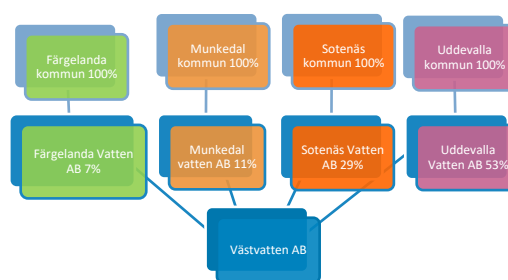 Färgelanda
kommun 100%
Munkedal
kommun 100%
Sotenäs
kommun 100%
Uddevalla
kommun 100%
Färgelanda Vatten
AB 7%
Munkedal
vatten AB 11%
Sotenäs Vatten
AB 29%
Uddevalla
Vatten AB 53%
Västvatten AB